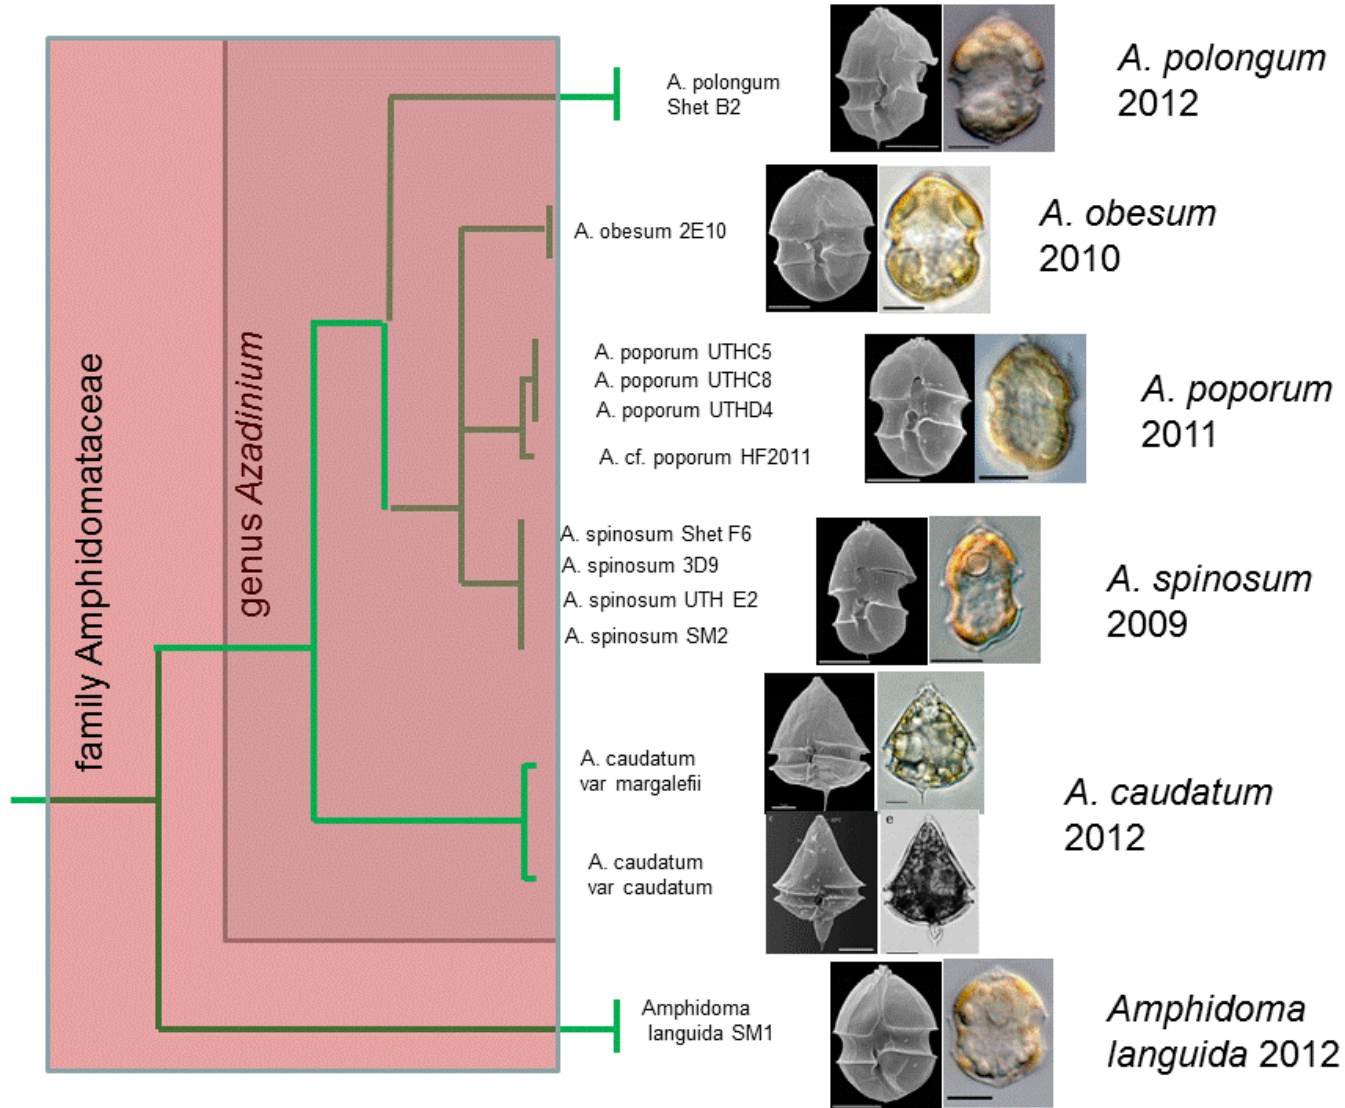 family Amphidomataceae
genus Azadinium
A. polongum
Shet B2
A. polongum
2012
A. obesum 2E10
A. obesum
2010
A. poporum UTHC5
A. poporum UTHC8
A. poporum UTHD4
A. cf. poporum HF2011
A. poporum
2011
A. spinosum Shet F6
A. spinosum 3D9
A. spinosum UTH E2
A. spinosum SM2
A. spinosum
2009
A. caudatum
var margalefii
A. caudatum
var caudatum
e
A. caudatum
2012
Amphidoma
languida SM1
Amphidoma
languida 2012